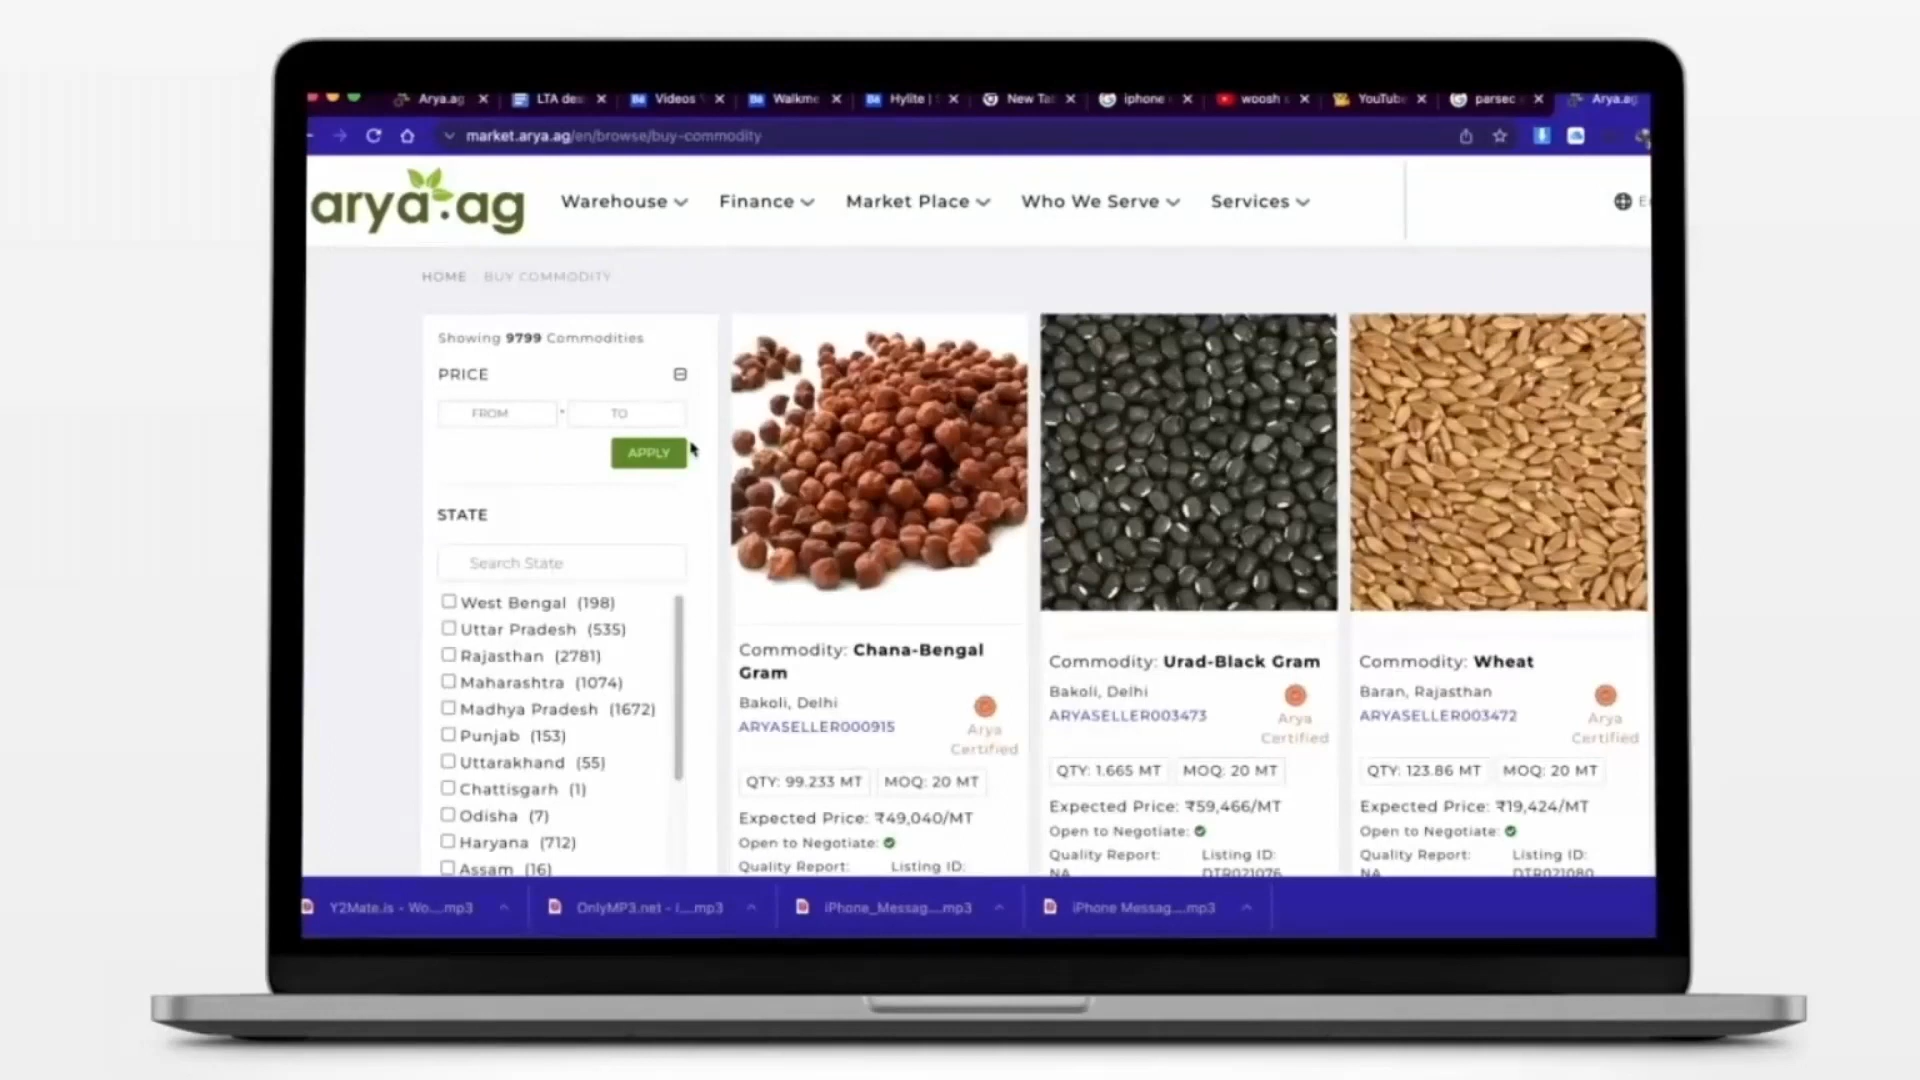 Arya.ag
LTA des
Videos
Walkme
Hylite |
New Tab
iphone
woosh
YouTube
parsec
Arya.ag
market.arya.ag/en/browse/buy-commodity
arya.ag
Warehouse
Finance
Market Place
Who We Serve
Services
HOME BUY COMMODITY
Showing 9799 Commodities
PRICE
FROM - TO
APPLY
STATE
Search State
West Bengal (198)
Uttar Pradesh (535)
Rajasthan (2781)
Maharashtra (1074)
Madhya Pradesh (1672)
Punjab (153)
Uttarakhand (55)
Chattisgarh (1)
Odisha (7)
Haryana (712)
Assam (16)
Commodity: Chana-Bengal
Gram
Bakoli, Delhi
ARYASELLER000915
Arya
Certified
QTY: 99.233 MT
MOQ: 20 MT
Expected Price: ₹49,040/MT
Open to Negotiate:
Quality Report:
Listing ID:
Commodity: Urad-Black Gram
Bakoli, Delhi
ARYASELLER003473
Arya
Certified
QTY: 1.665 MT
MOQ: 20 MT
Expected Price: ₹59,466/MT
Open to Negotiate:
Quality Report:
Listing ID:
NA
DTR021076
Commodity: Wheat
Baran, Rajasthan
ARYASELLER003472
Arya
Certified
QTY: 123.86 MT
MOQ: 20 MT
Expected Price: ₹19,424/MT
Open to Negotiate:
Quality Report:
Listing ID:
NA
DTR021080
Y2Mate.is - Wo....mp3
OnlyMP3.net - I....mp3
iPhone_Messag....mp3
iPhone Messag....mp3